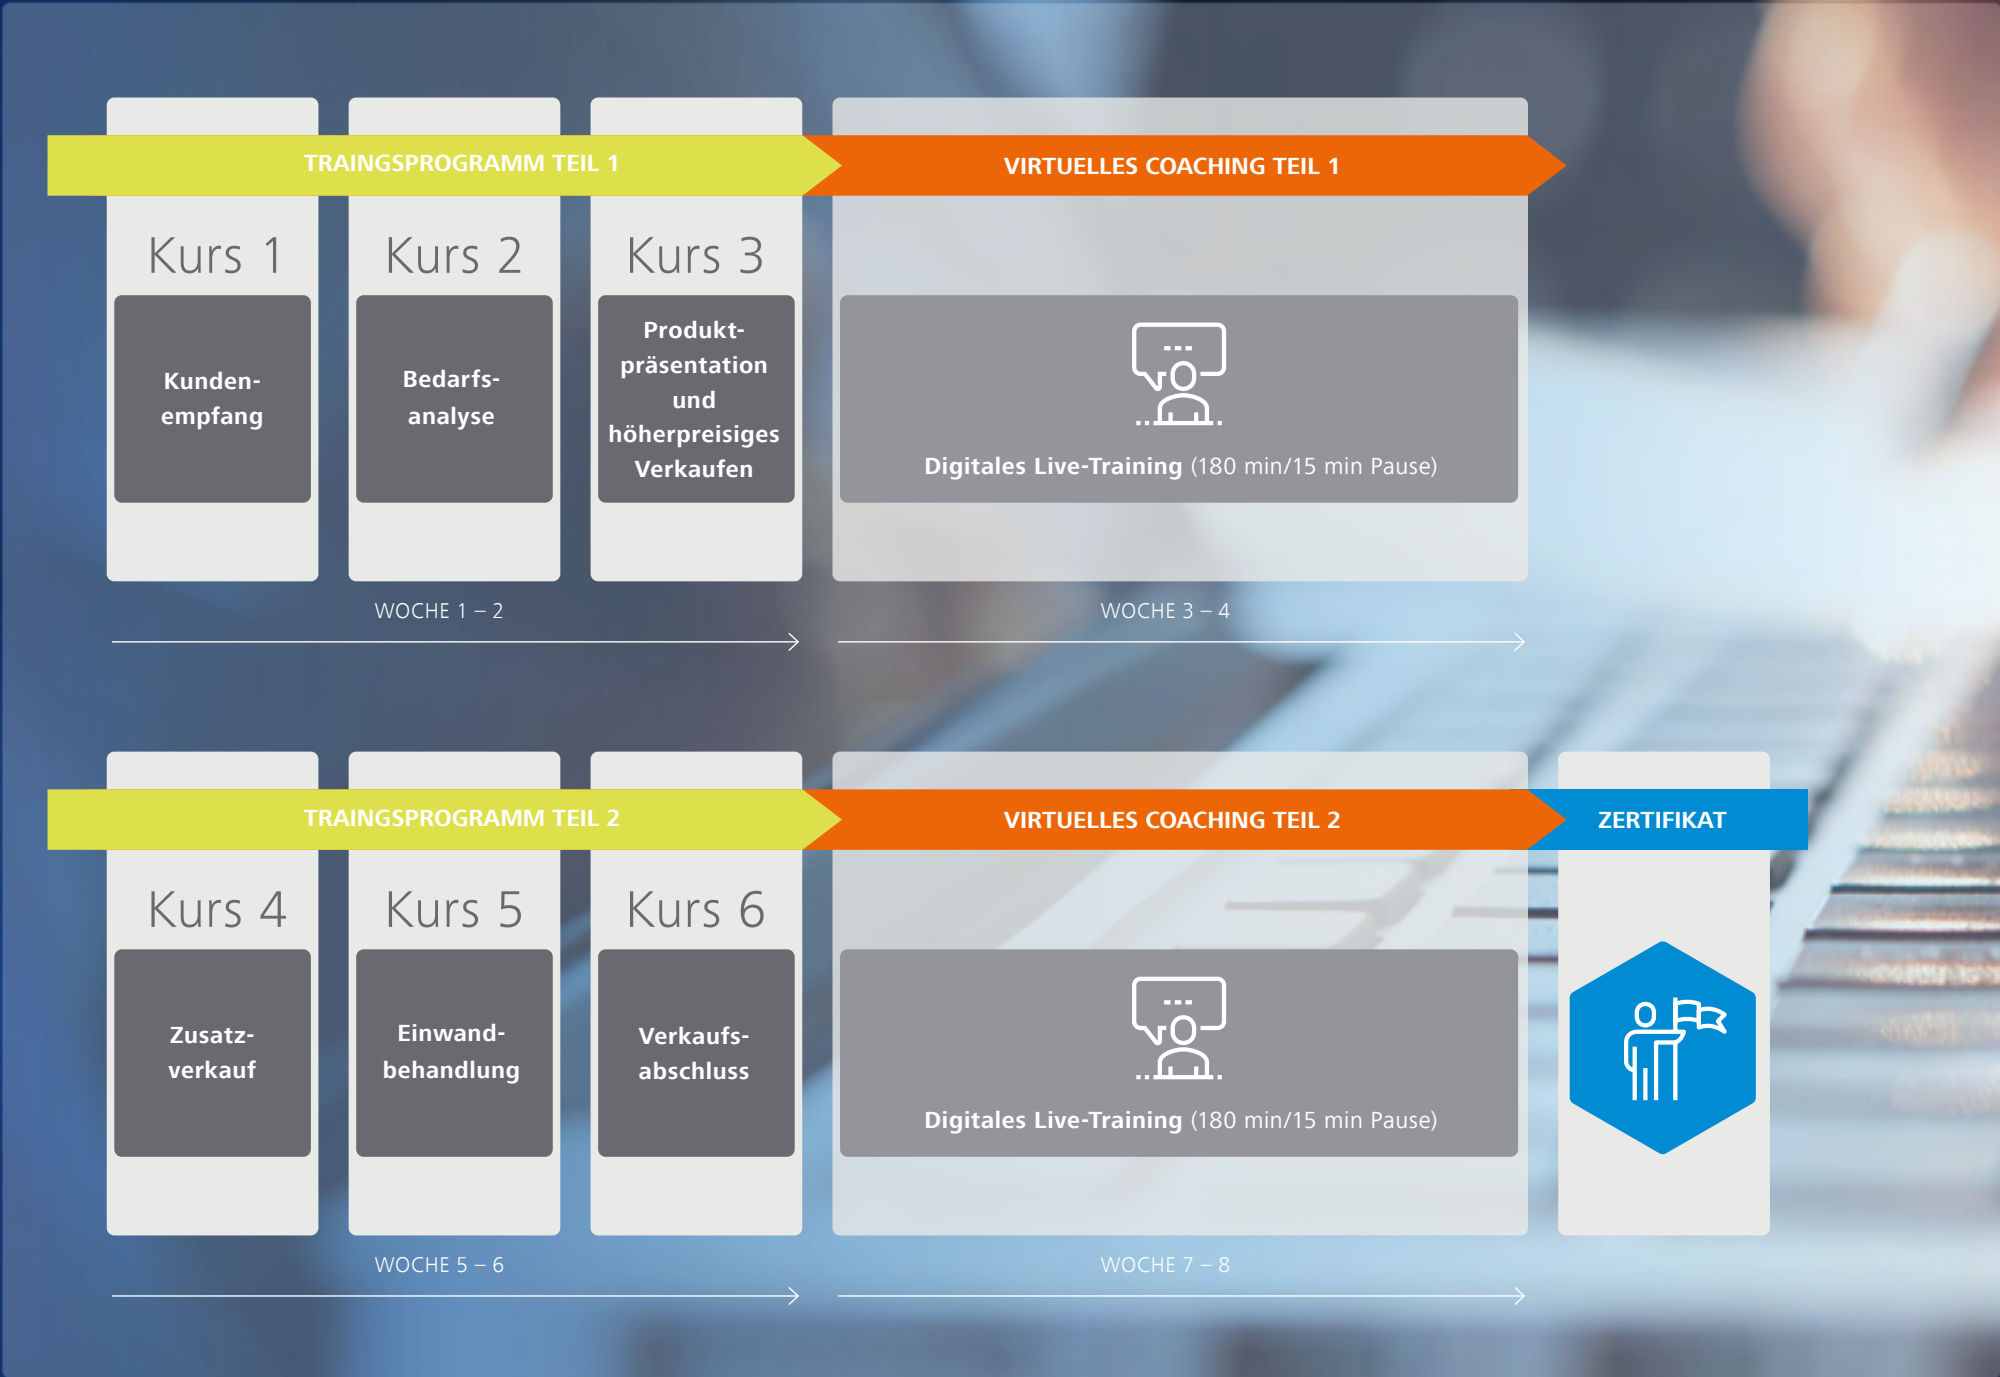 TRAINGSPROGRAMM TEIL 1
VIRTUELLES COACHING TEIL 1
Kurs 1
Kurs 2
Kurs 3
Kunden-
empfang
Bedarfs-
analyse
Produkt-
präsentation
und
höherpreisiges
Verkaufen
Digitales Live-Training (180 min/15 min Pause)
WOCHE 1 – 2
WOCHE 3 – 4
TRAINGSPROGRAMM TEIL 2
VIRTUELLES COACHING TEIL 2
ZERTIFIKAT
Kurs 4
Kurs 5
Kurs 6
Zusatz-
verkauf
Einwand-
behandlung
Verkaufs-
abschluss
Digitales Live-Training (180 min/15 min Pause)
WOCHE 5 – 6
WOCHE 7 – 8